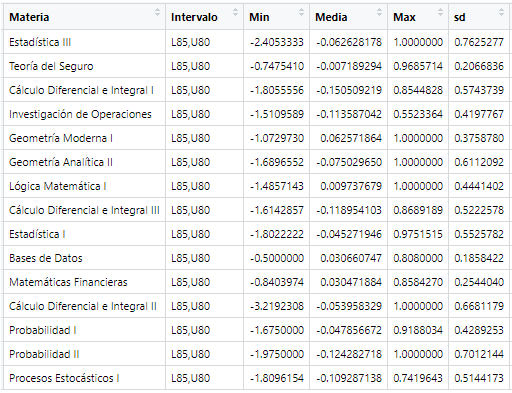 Materia Intervalo Min Media Max sd
Estadística III L85,U80 -2.4053333 -0.062628178 1.0000000 0.7625277
Teoría del Seguro L85,U80 -0.7475410 -0.007189294 0.9685714 0.2066836
Cálculo Diferencial e Integral I L85,U80 -1.8055556 -0.150509219 0.8544828 0.5743739
Investigación de Operaciones L85,U80 -1.5109589 -0.113587042 0.5523364 0.4197767
Geometría Moderna I L85,U80 -1.0729730 0.062571864 1.0000000 0.3758780
Geometría Analítica II L85,U80 -1.6896552 -0.075029650 1.0000000 0.6112092
Lógica Matemática I L85,U80 -1.4857143 0.009737679 1.0000000 0.4441402
Cálculo Diferencial e Integral III L85,U80 -1.6142857 -0.118954103 0.8689189 0.5222578
Estadística I L85,U80 -1.8022222 -0.045271946 0.9751515 0.5525782
Bases de Datos L85,U80 -0.5000000 0.030660747 0.8080000 0.1858422
Matemáticas Financieras L85,U80 -0.8403974 0.030471884 0.8584270 0.2544040
Cálculo Diferencial e Integral II L85,U80 -3.2192308 -0.053958329 1.0000000 0.6681179
Probabilidad I L85,U80 -1.6750000 -0.047856672 0.9188034 0.4289253
Probabilidad II L85,U80 -1.9750000 -0.124282718 1.0000000 0.7012144
Procesos Estocásticos I L85,U80 -1.8096154 -0.109287138 0.7419643 0.5144173